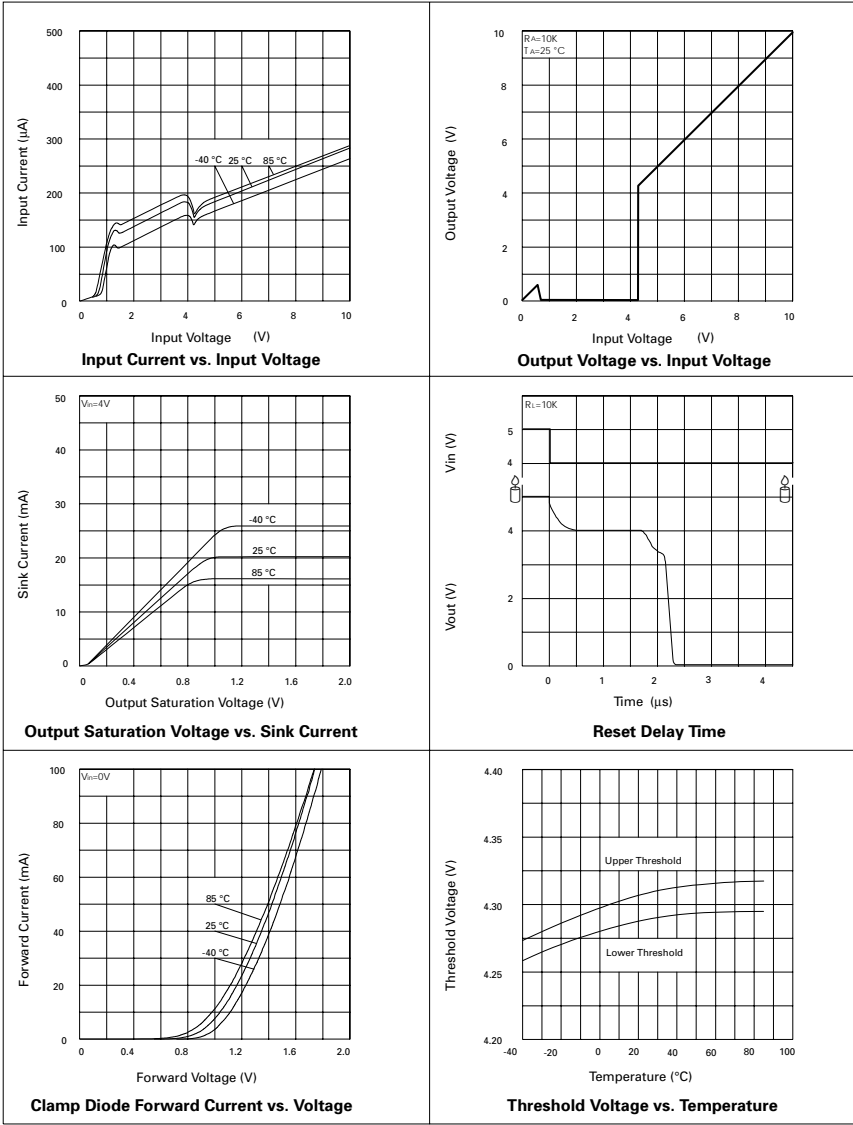 500
400
300
200
100
0
Input Current (µA)
-40 °C 25 °C 85 °C
0 2 4 6 8 10
Input Voltage (V)
Input Current vs. Input Voltage
RA=10K
TA=25 °C
10
8
6
4
2
0
Output Voltage (V)
0 2 4 6 8 10
Input Voltage (V)
Output Voltage vs. Input Voltage
Vin=4V
50
40
30
20
10
0
Sink Current (mA)
-40 °C
25 °C
85 °C
0 0.4 0.8 1.2 1.6 2.0
Output Saturation Voltage (V)
Output Saturation Voltage vs. Sink Current
RL=10K
Vin (V)
5
4
Vout (V)
4
2
0
0 1 2 3 4
Time (µs)
Reset Delay Time
Vin=0V
100
80
60
40
20
0
Forward Current (mA)
85 °C
25 °C
-40 °C
0 0.4 0.8 1.2 1.6 2.0
Forward Voltage (V)
Clamp Diode Forward Current vs. Voltage
4.40
4.35
4.30
4.25
4.20
Threshold Voltage (V)
Upper Threshold
Lower Threshold
-40 -20 0 20 40 60 80 100
Temperature (°C)
Threshold Voltage vs. Temperature